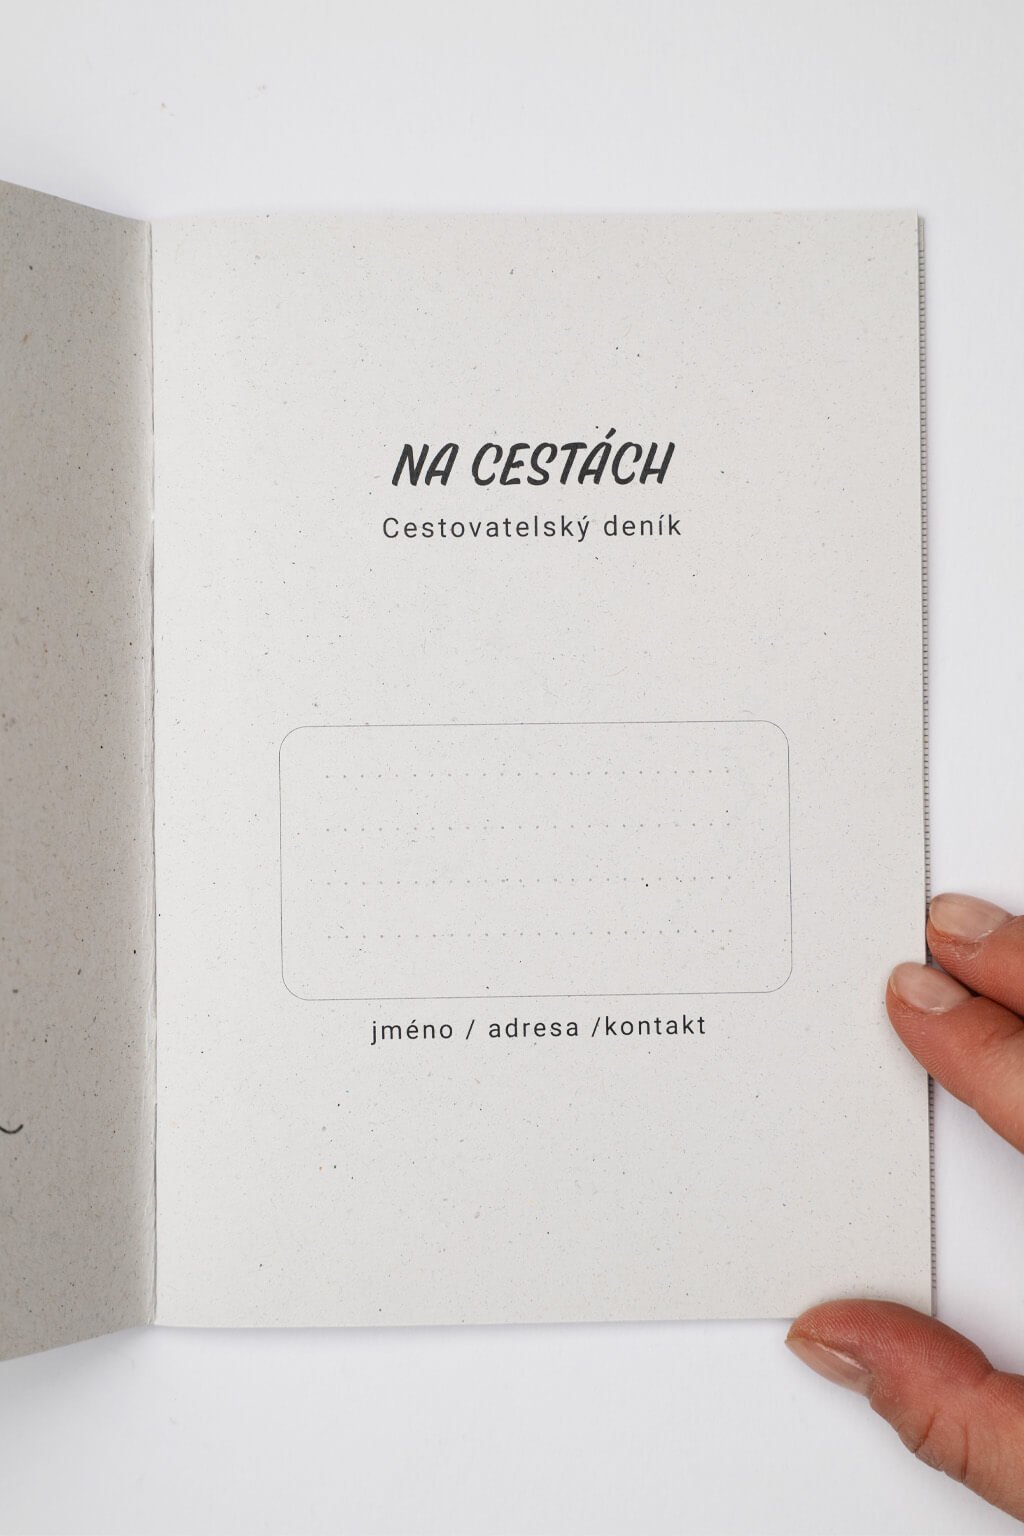 NA CESTÁCH
Cestovatelský deník
jméno / adresa /kontakt